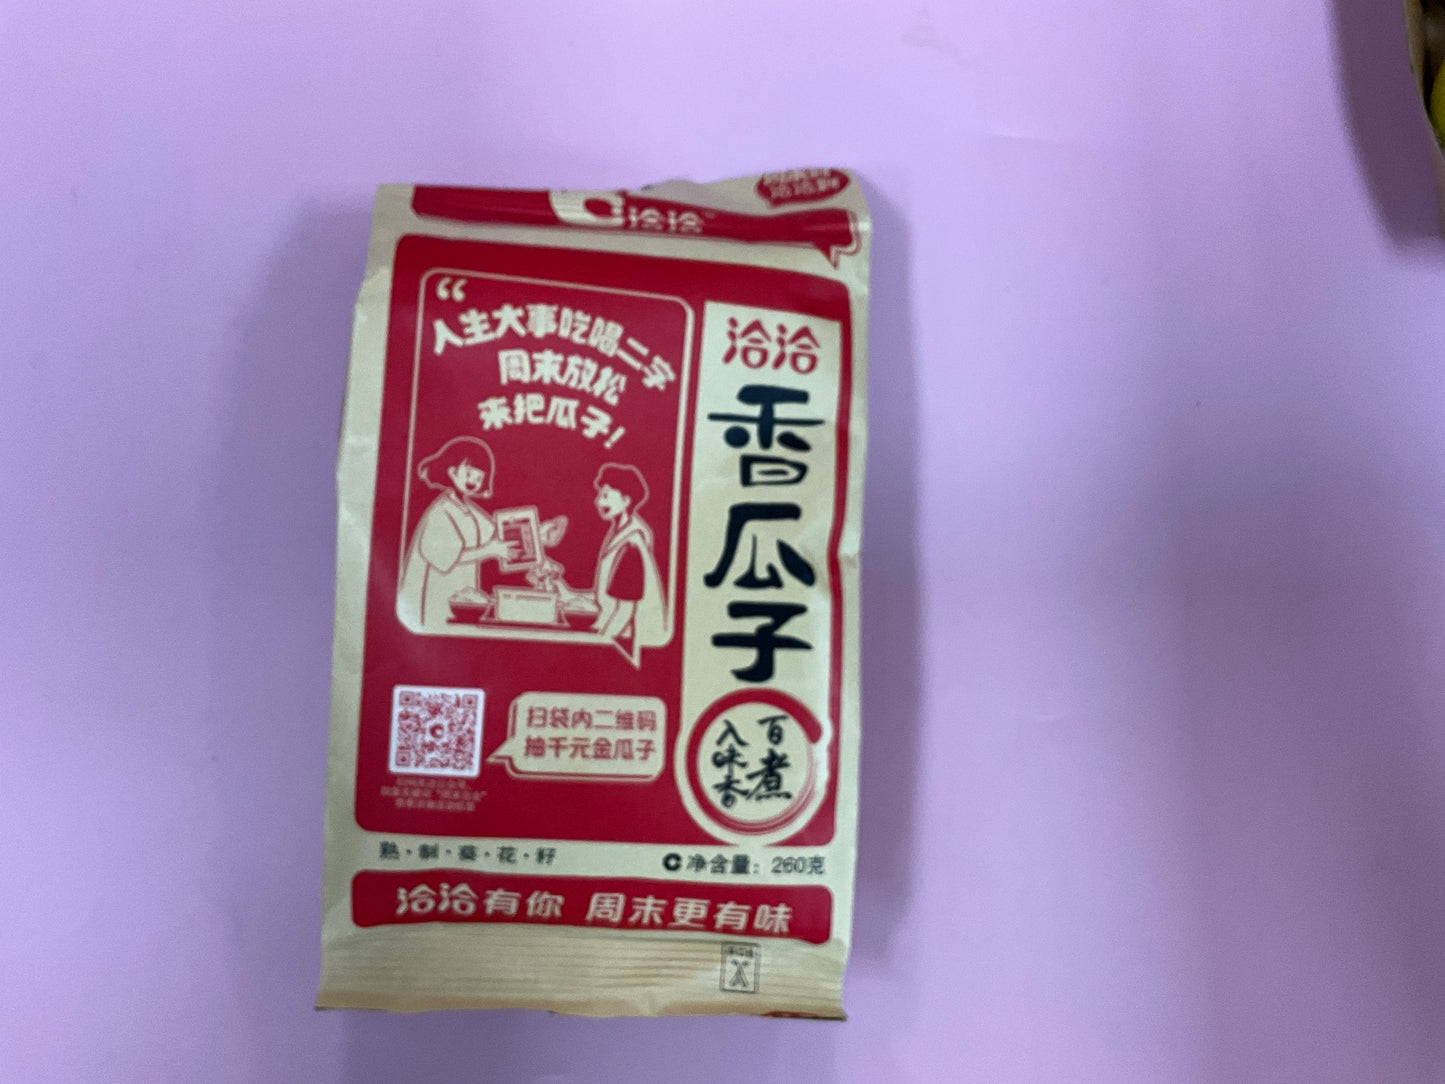 洽洽
洽洽
人生大事吃喝二字
周末放松
来把瓜子!
洽洽
香瓜子
百煮
入味香
扫袋内二维码
抽千元金瓜子
熟·制·葵·花·籽
净含量: 260克
洽洽有你 周末更有味